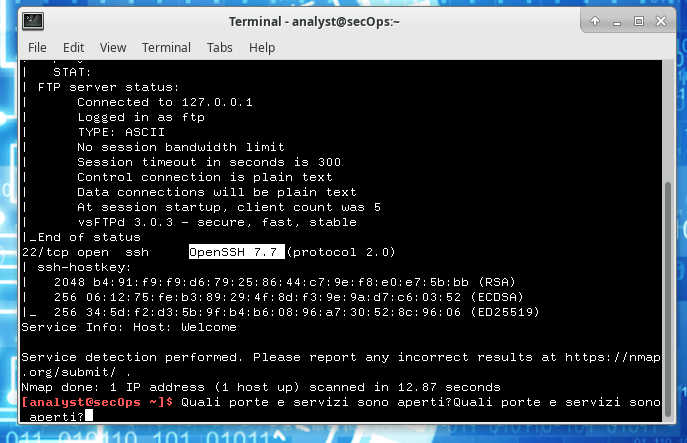 Terminal - analyst@secOps:~
File Edit View Terminal Tabs Help
| STAT:
| FTP server status:
| Connected to 127.0.0.1
| Logged in as ftp
| TYPE: ASCII
| No session bandwidth limit
| Session timeout in seconds is 300
| Control connection is plain text
| Data connections will be plain text
| At session startup, client count was 5
| vsFTPd 3.0.3 - secure, fast, stable
|_End of status
22/tcp open ssh OpenSSH 7.7 (protocol 2.0)
| ssh-hostkey:
| 2048 b4:91:f9:f9:d6:79:25:86:44:c7:9e:f8:e0:e7:5b:bb (RSA)
| 256 06:12:75:fe:b3:89:29:4f:8d:f3:9e:9a:d7:c6:03:52 (ECDSA)
|_ 256 34:5d:f2:d3:5b:9f:b4:b6:08:96:a7:30:52:8c:96:06 (ED25519)
Service Info: Host: Welcome
Service detection performed. Please report any incorrect results at https://nmap
.org/submit/ .
Nmap done: 1 IP address (1 host up) scanned in 12.87 seconds
[analyst@secOps ~]$ Quali porte e servizi sono aperti?Quali porte e servizi sono
aperti?